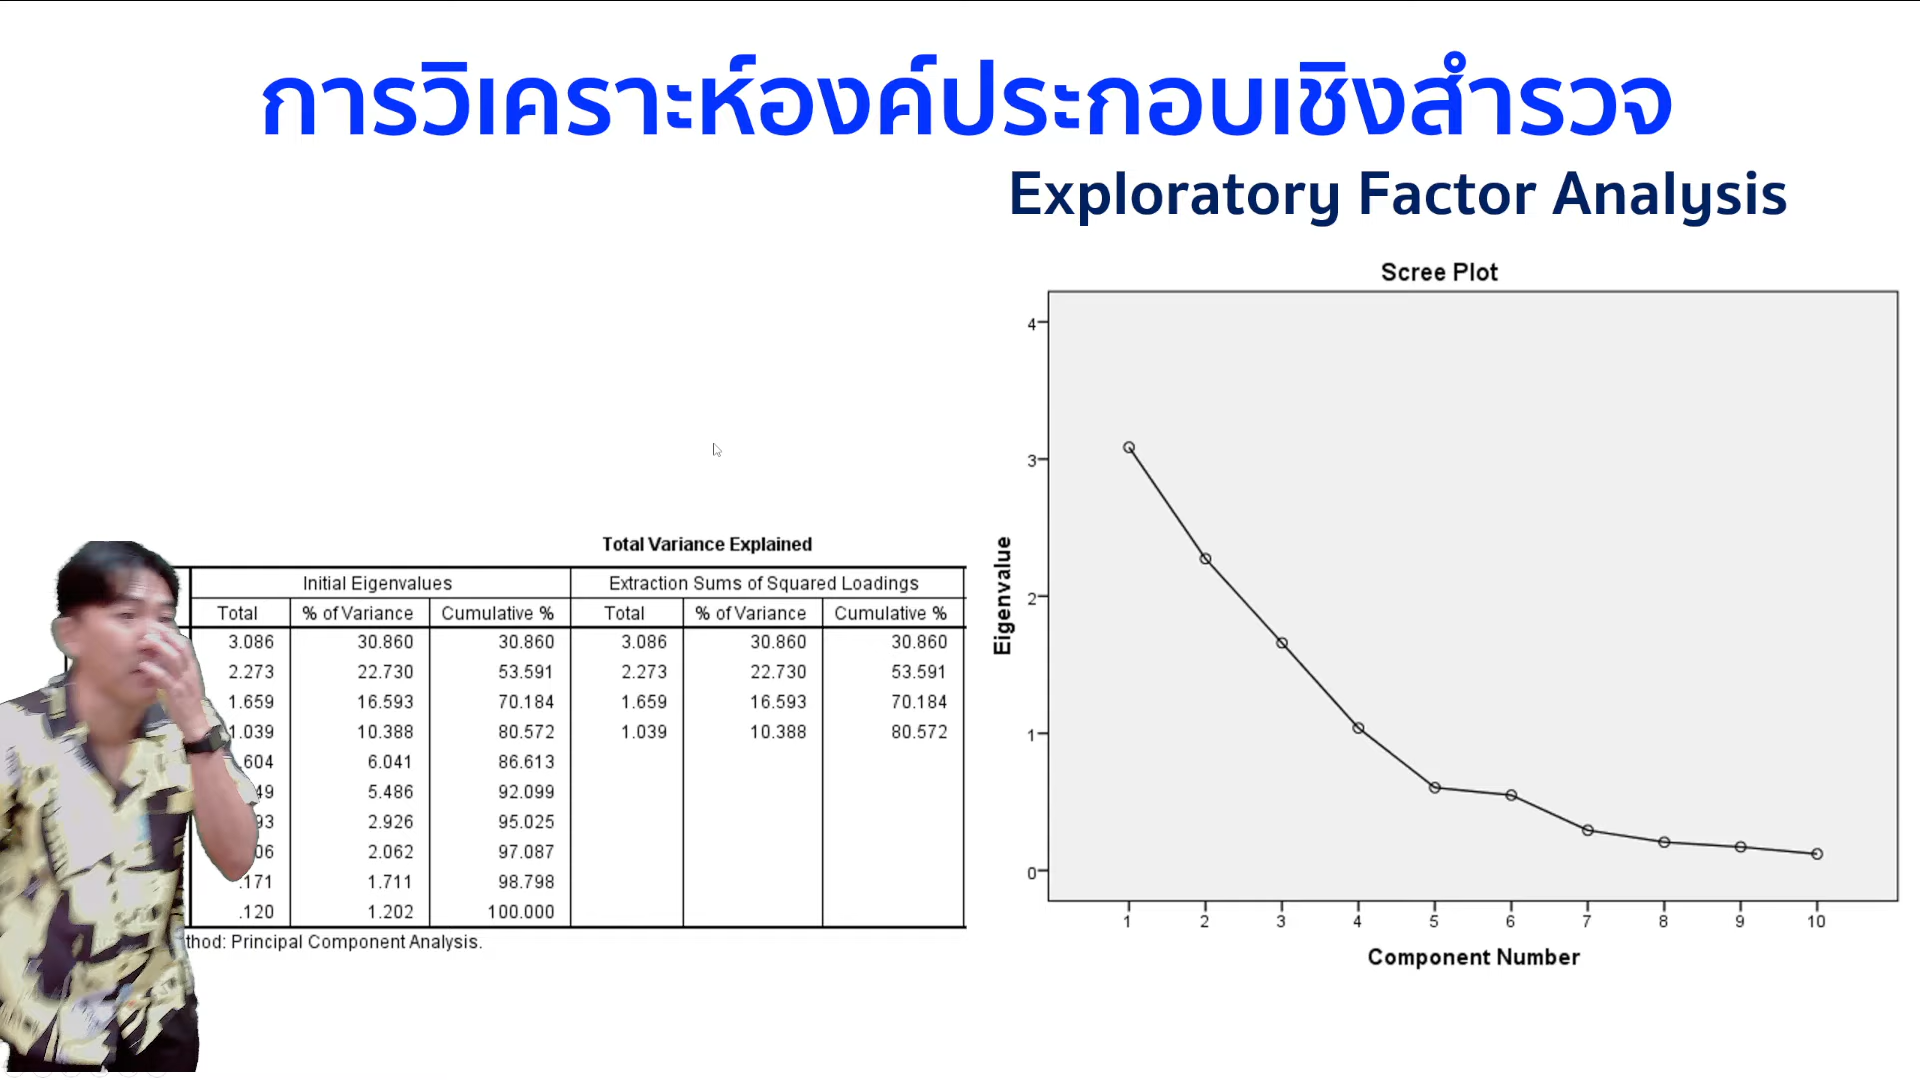 การวิเคราะห์องค์ประกอบเชิงสำรวจ
Exploratory Factor Analysis
Total Variance Explained
Initial Eigenvalues Extraction Sums of Squared Loadings
Total % of Variance Cumulative % Total % of Variance Cumulative %
3.086 30.860 30.860 3.086 30.860 30.860
2.273 22.730 53.591 2.273 22.730 53.591
1.659 16.593 70.184 1.659 16.593 70.184
1.039 10.388 80.572 1.039 10.388 80.572
.604 6.041 86.613
5.486 92.099
2.926 95.025
2.062 97.087
.171 1.711 98.798
.120 1.202 100.000
Principal Component Analysis.
Scree Plot
Eigenvalue
4
3
2
1
0
1 2 3 4 5 6 7 8 9 10
Component Number